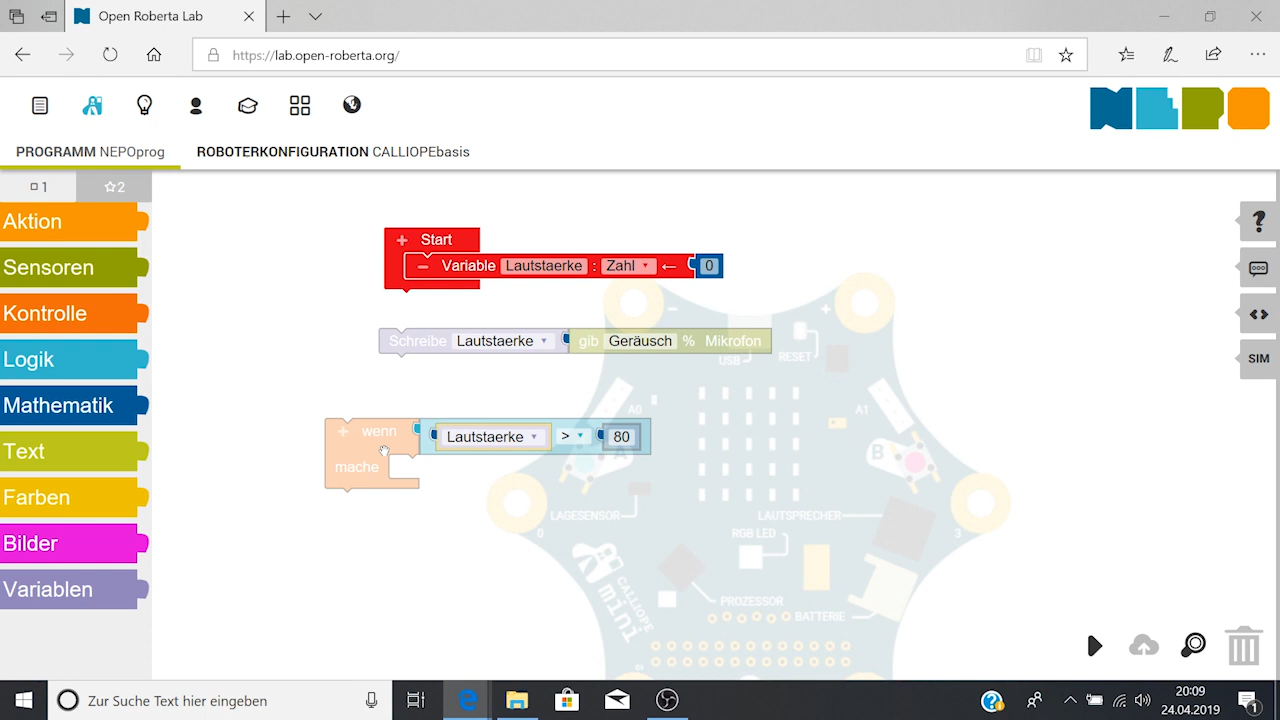 Open Roberta Lab
https://lab.open-roberta.org/
PROGRAMM NEPOprog
ROBOTERKONFIGURATION CALLIOPEbasis
1
2
Aktion
Sensoren
Kontrolle
Logik
Mathematik
Text
Farben
Bilder
Variablen
+ Start
− Variable Lautstaerke : Zahl ← 0
Schreibe Lautstaerke gib Geräusch % Mikrofon
+ wenn Lautstaerke > 80
mache
− +
USB RESET
A0 A1
B
LAGESENSOR LAUTSPRECHER
RGB LED
0 3
PROZESSOR
BATTERIE
CALLIOPE
mini
?
SIM
Zur Suche Text hier eingeben
20:09
24.04.2019
1